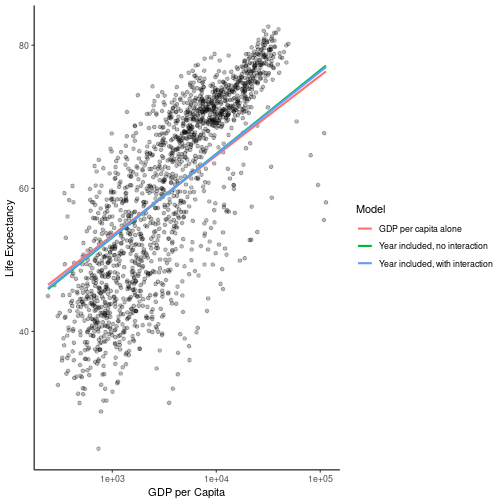 80
60
40
Life Expectancy
1e+03
1e+04
1e+05
GDP per Capita
Model
GDP per capita alone
Year included, no interaction
Year included, with interaction